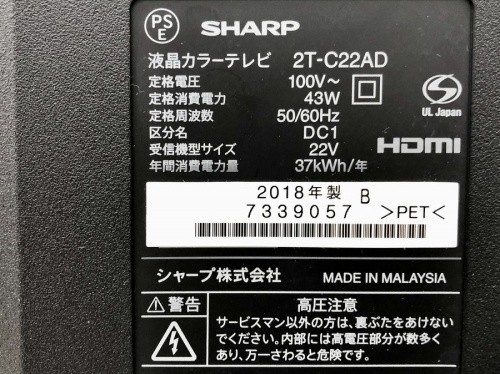 PSE SHARP
液晶カラーテレビ 2T-C22AD
定格電圧 100V~
定格消費電力 43W
定格周波数 50/60Hz
区分名 DC1
受信機型サイズ 22V
年間消費電力量 37kWh/年
UL Japan
HDMI
2018年製 B
7339057 >PET<
シャープ株式会社 MADE IN MALAYSIA
警告 高圧注意
サービスマン以外の方は、裏ぶたをあけない
でください。内部には高電圧部分が数多く
あり、万一さわると危険です。